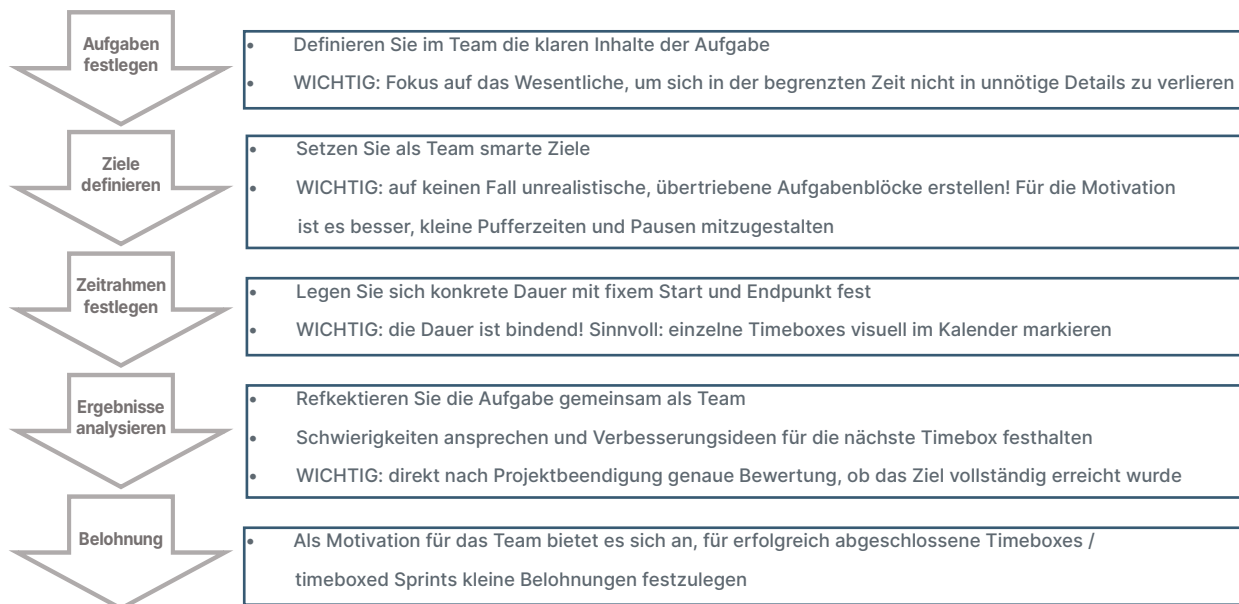 Aufgaben
festlegen
• Definieren Sie im Team die klaren Inhalte der Aufgabe
• WICHTIG: Fokus auf das Wesentliche, um sich in der begrenzten Zeit nicht in unnötige Details zu verlieren
Ziele
definieren
• Setzen Sie als Team smarte Ziele
• WICHTIG: auf keinen Fall unrealistische, übertriebene Aufgabenblöcke erstellen! Für die Motivation
ist es besser, kleine Pufferzeiten und Pausen mitzugestalten
Zeitrahmen
festlegen
• Legen Sie sich konkrete Dauer mit fixem Start und Endpunkt fest
• WICHTIG: die Dauer ist bindend! Sinnvoll: einzelne Timeboxes visuell im Kalender markieren
Ergebnisse
analysieren
• Refkektieren Sie die Aufgabe gemeinsam als Team
• Schwierigkeiten ansprechen und Verbesserungsideen für die nächste Timebox festhalten
• WICHTIG: direkt nach Projektbeendigung genaue Bewertung, ob das Ziel vollständig erreicht wurde
Belohnung
• Als Motivation für das Team bietet es sich an, für erfolgreich abgeschlossene Timeboxes /
timeboxed Sprints kleine Belohnungen festzulegen